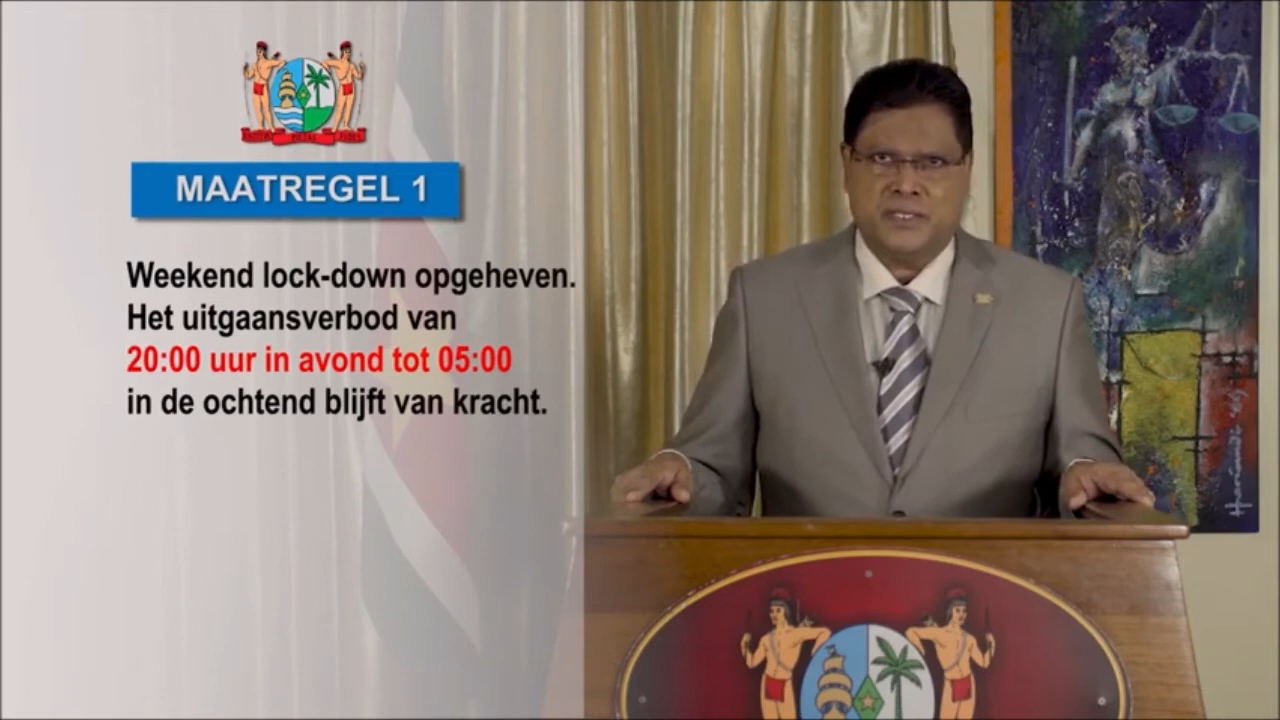 MAATREGEL 1
Weekend lock-down opgeheven.
Het uitgaansverbod van
20:00 uur in avond tot 05:00
in de ochtend blijft van kracht.